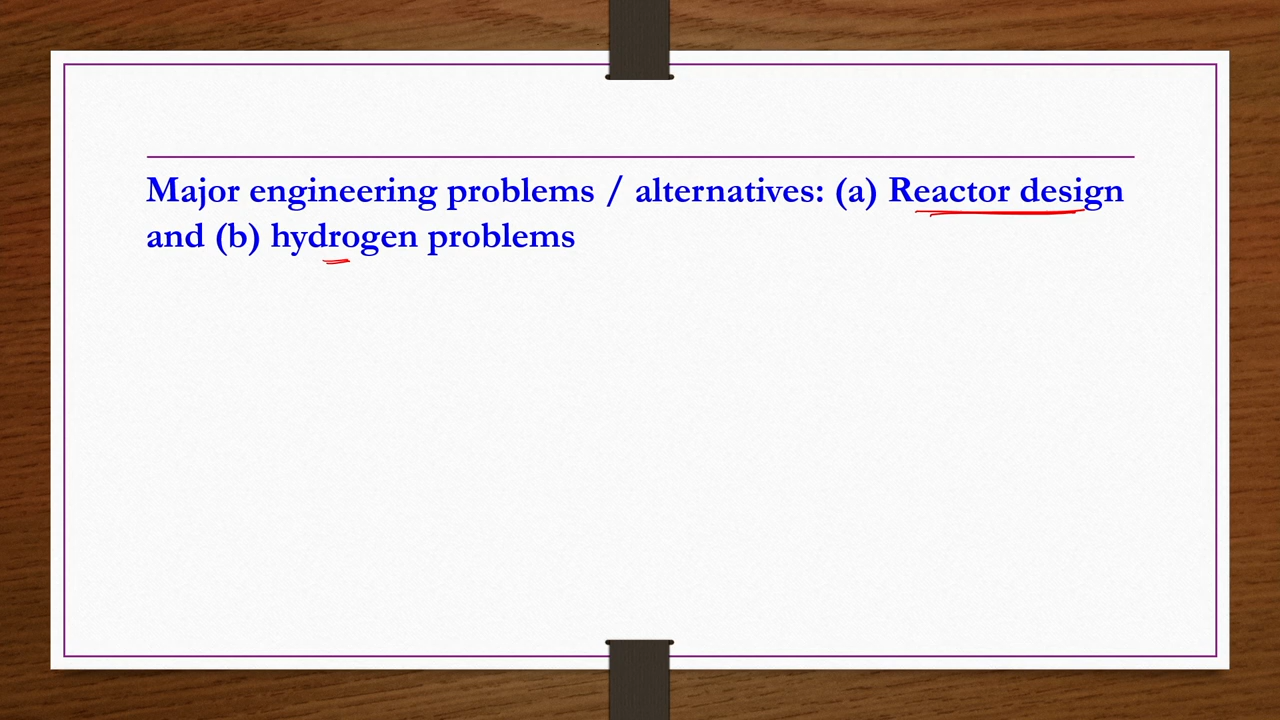 Major engineering problems / alternatives: (a) Reactor design
and (b) hydrogen problems